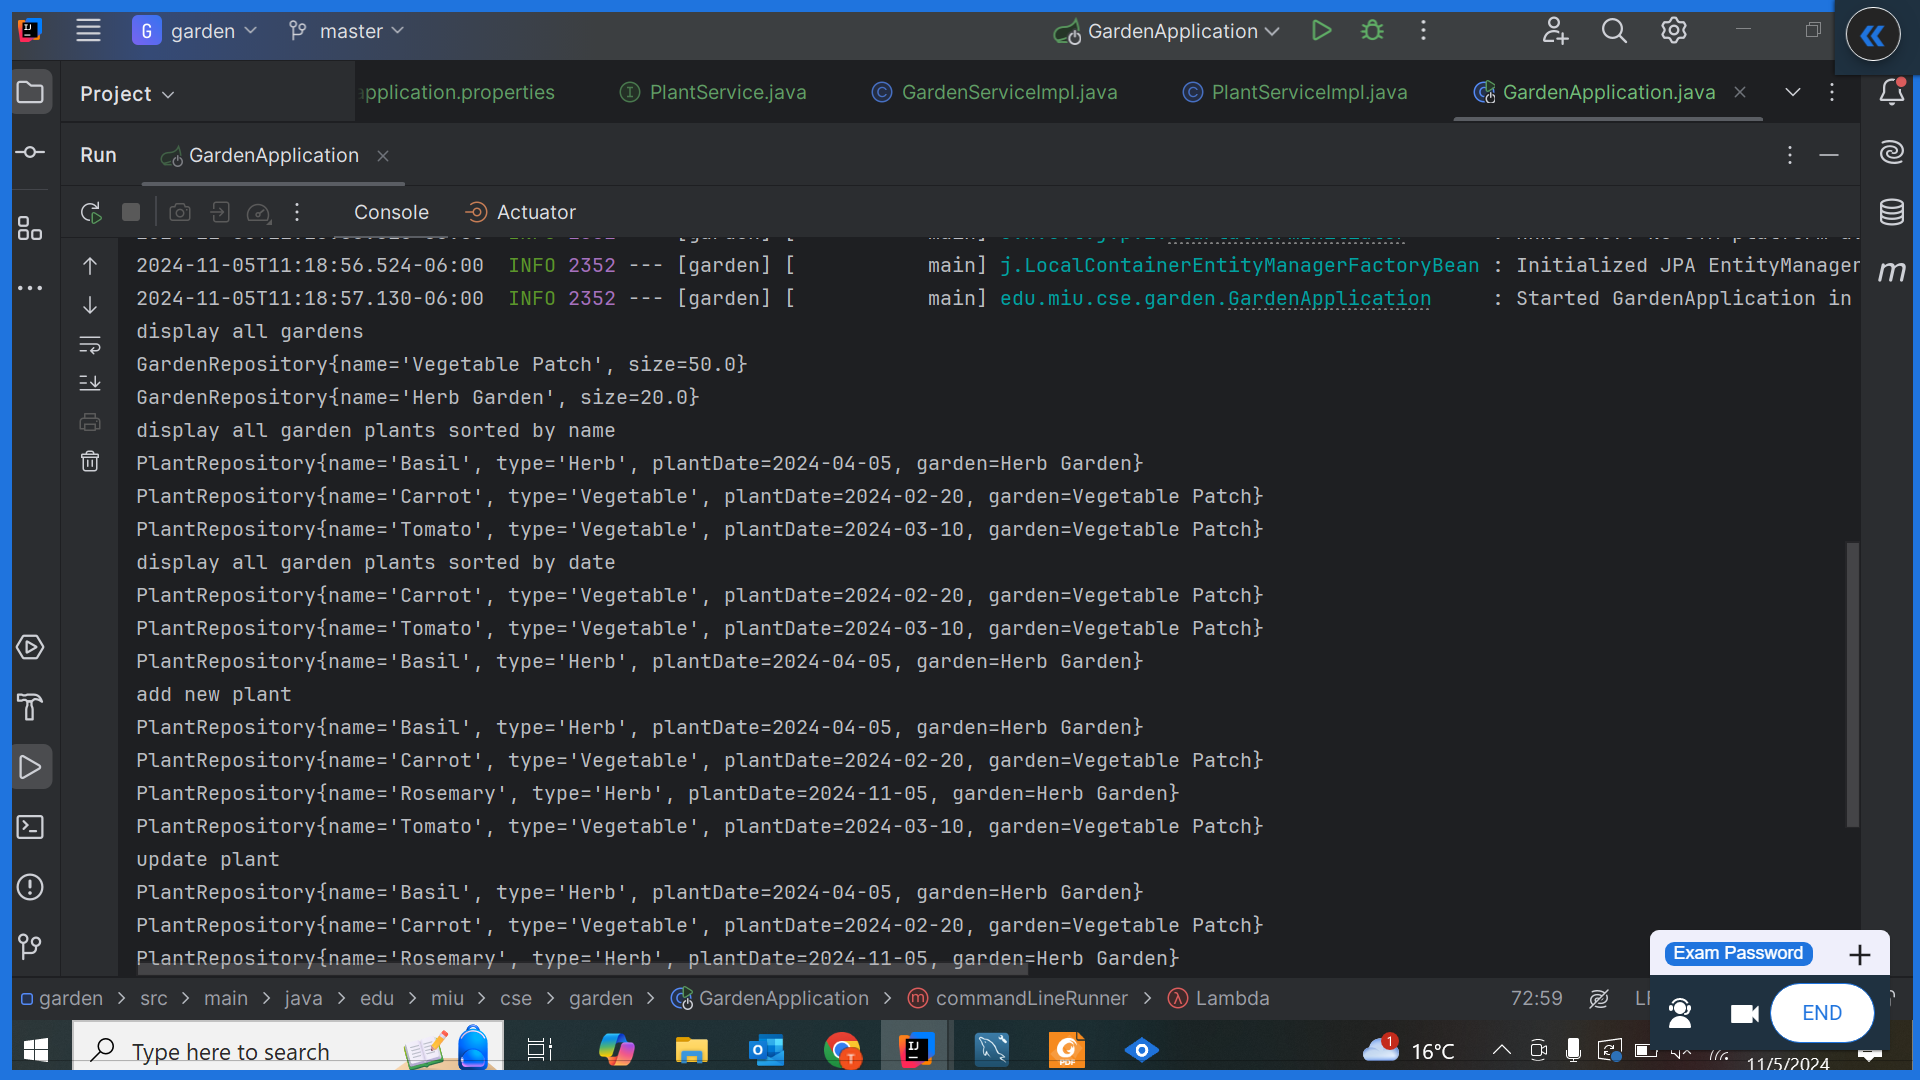 G garden master GardenApplication
Project application.properties PlantService.java GardenServiceImpl.java PlantServiceImpl.java GardenApplication.java
Run GardenApplication
Console Actuator
2024-11-05T11:18:56.524-06:00 INFO 2352 --- [garden] [ main] j.LocalContainerEntityManagerFactoryBean : Initialized JPA EntityManager
2024-11-05T11:18:57.130-06:00 INFO 2352 --- [garden] [ main] edu.miu.cse.garden.GardenApplication : Started GardenApplication in
display all gardens
GardenRepository{name='Vegetable Patch', size=50.0}
GardenRepository{name='Herb Garden', size=20.0}
display all garden plants sorted by name
PlantRepository{name='Basil', type='Herb', plantDate=2024-04-05, garden=Herb Garden}
PlantRepository{name='Carrot', type='Vegetable', plantDate=2024-02-20, garden=Vegetable Patch}
PlantRepository{name='Tomato', type='Vegetable', plantDate=2024-03-10, garden=Vegetable Patch}
display all garden plants sorted by date
PlantRepository{name='Carrot', type='Vegetable', plantDate=2024-02-20, garden=Vegetable Patch}
PlantRepository{name='Tomato', type='Vegetable', plantDate=2024-03-10, garden=Vegetable Patch}
PlantRepository{name='Basil', type='Herb', plantDate=2024-04-05, garden=Herb Garden}
add new plant
PlantRepository{name='Basil', type='Herb', plantDate=2024-04-05, garden=Herb Garden}
PlantRepository{name='Carrot', type='Vegetable', plantDate=2024-02-20, garden=Vegetable Patch}
PlantRepository{name='Rosemary', type='Herb', plantDate=2024-11-05, garden=Herb Garden}
PlantRepository{name='Tomato', type='Vegetable', plantDate=2024-03-10, garden=Vegetable Patch}
update plant
PlantRepository{name='Basil', type='Herb', plantDate=2024-04-05, garden=Herb Garden}
PlantRepository{name='Carrot', type='Vegetable', plantDate=2024-02-20, garden=Vegetable Patch}
PlantRepository{name='Rosemary', type='Herb', plantDate=2024-11-05, garden=Herb Garden}
Exam Password
garden > src > main > java > edu > miu > cse > garden > GardenApplication > commandLineRunner > Lambda 72:59
END
Type here to search 1 16°C
11/5/2024